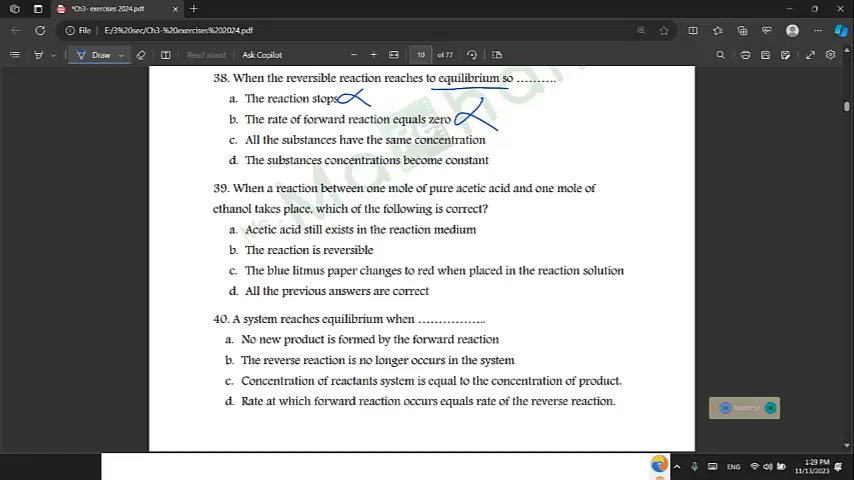 *Ch3- exercises 2024.pdf
File E:/3%20sec/Ch3-%20exercises%202024.pdf
Draw Read aloud Ask Copilot 10 of 77
38. When the reversible reaction reaches to equilibrium so ……….
a. The reaction stops
b. The rate of forward reaction equals zero
c. All the substances have the same concentration
d. The substances concentrations become constant
39. When a reaction between one mole of pure acetic acid and one mole of
ethanol takes place, which of the following is correct?
a. Acetic acid still exists in the reaction medium
b. The reaction is reversible
c. The blue litmus paper changes to red when placed in the reaction solution
d. All the previous answers are correct
40. A system reaches equilibrium when ……………..
a. No new product is formed by the forward reaction
b. The reverse reaction is no longer occurs in the system
c. Concentration of reactants system is equal to the concentration of product.
d. Rate at which forward reaction occurs equals rate of the reverse reaction.
ENG
1:29 PM
11/13/2023